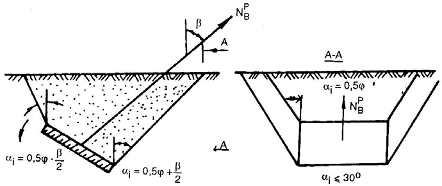 β
N_B^P
A
α_i = 0,5φ - β/2
α_i = 0,5φ + β/2
A
A-A
α_i = 0,5φ
N_B^P
α_i ≤ 30°